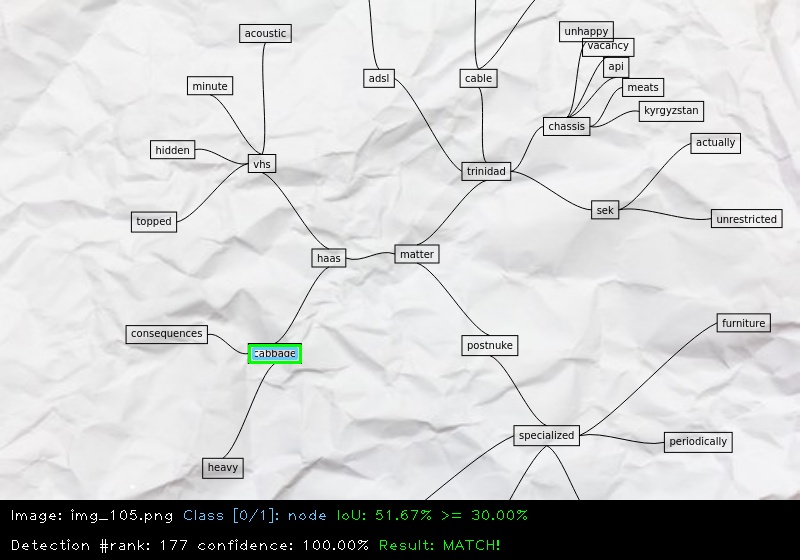 unhappy
acoustic
vacancy
api
adsl
cable
minute
meats
kyrgyzstan
chassis
actually
hidden
vhs
trinidad
sek
topped
unrestricted
matter
haas
furniture
consequences
postnuke
cabbage
specialized
periodically
heavy
Image: img_105.png Class [0/1]: node IoU: 51.67% >= 30.00%
Detection #rank: 177 confidence: 100.00% Result: MATCH!